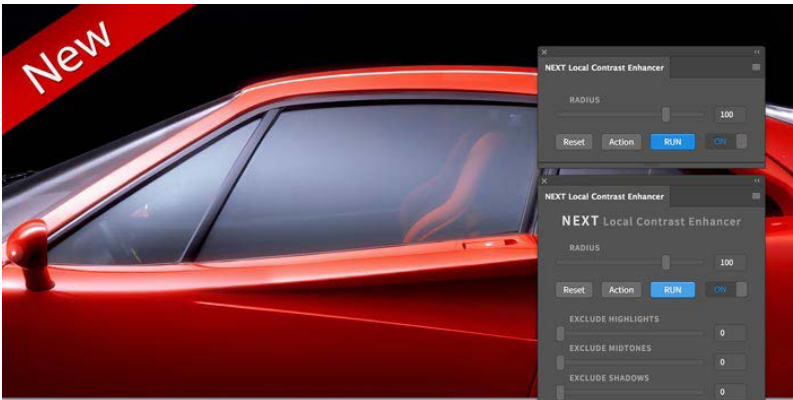 New
NEXT Local Contrast Enhancer
RADIUS
100
Reset Action RUN ON
NEXT Local Contrast Enhancer
NEXT Local Contrast Enhancer
RADIUS
100
Reset Action RUN ON
EXCLUDE HIGHLIGHTS
0
EXCLUDE MIDTONES
0
EXCLUDE SHADOWS
0